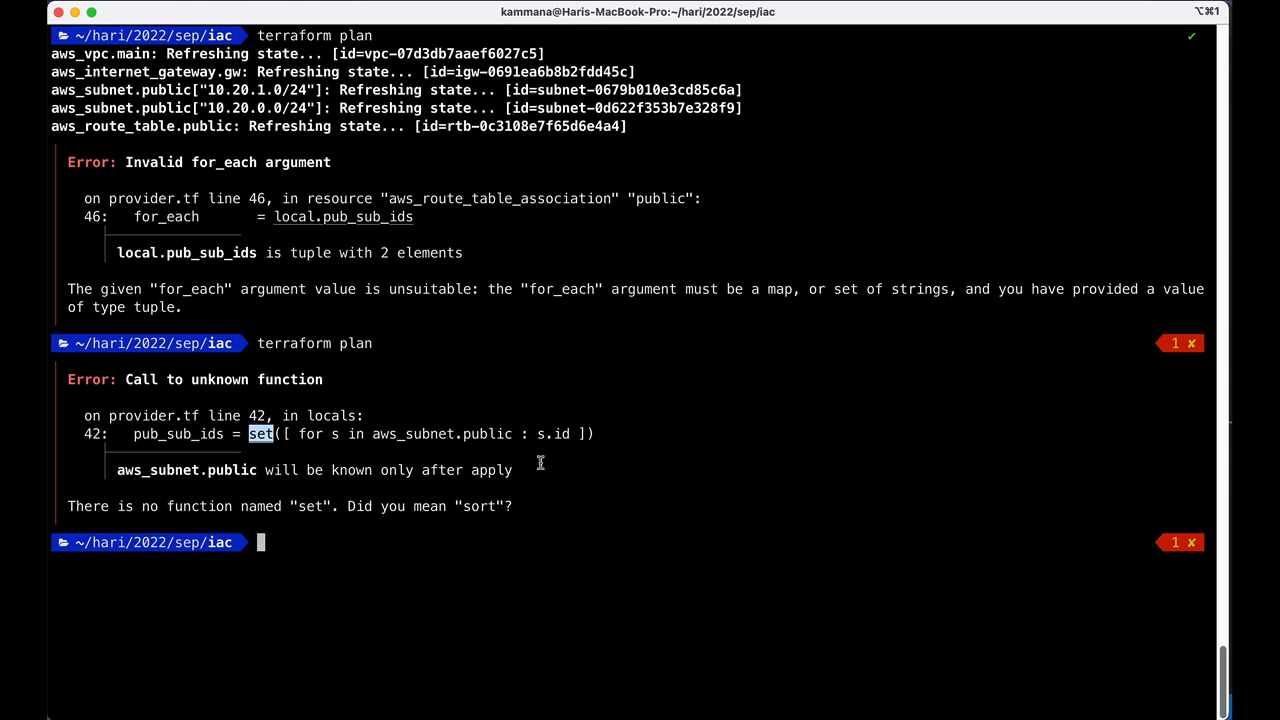 kammana@Haris-MacBook-Pro:~/hari/2022/sep/iac
⌥⌘1
~/hari/2022/sep/iac terraform plan ✔
aws_vpc.main: Refreshing state... [id=vpc-07d3db7aaef6027c5]
aws_internet_gateway.gw: Refreshing state... [id=igw-0691ea6b8b2fdd45c]
aws_subnet.public["10.20.1.0/24"]: Refreshing state... [id=subnet-0679b010e3cd85c6a]
aws_subnet.public["10.20.0.0/24"]: Refreshing state... [id=subnet-0d622f353b7e328f9]
aws_route_table.public: Refreshing state... [id=rtb-0c3108e7f65d6e4a4]
Error: Invalid for_each argument
on provider.tf line 46, in resource "aws_route_table_association" "public":
46: for_each = local.pub_sub_ids
local.pub_sub_ids is tuple with 2 elements
The given "for_each" argument value is unsuitable: the "for_each" argument must be a map, or set of strings, and you have provided a value
of type tuple.
~/hari/2022/sep/iac terraform plan 1 ✘
Error: Call to unknown function
on provider.tf line 42, in locals:
42: pub_sub_ids = set([ for s in aws_subnet.public : s.id ])
aws_subnet.public will be known only after apply
There is no function named "set". Did you mean "sort"?
~/hari/2022/sep/iac 1 ✘